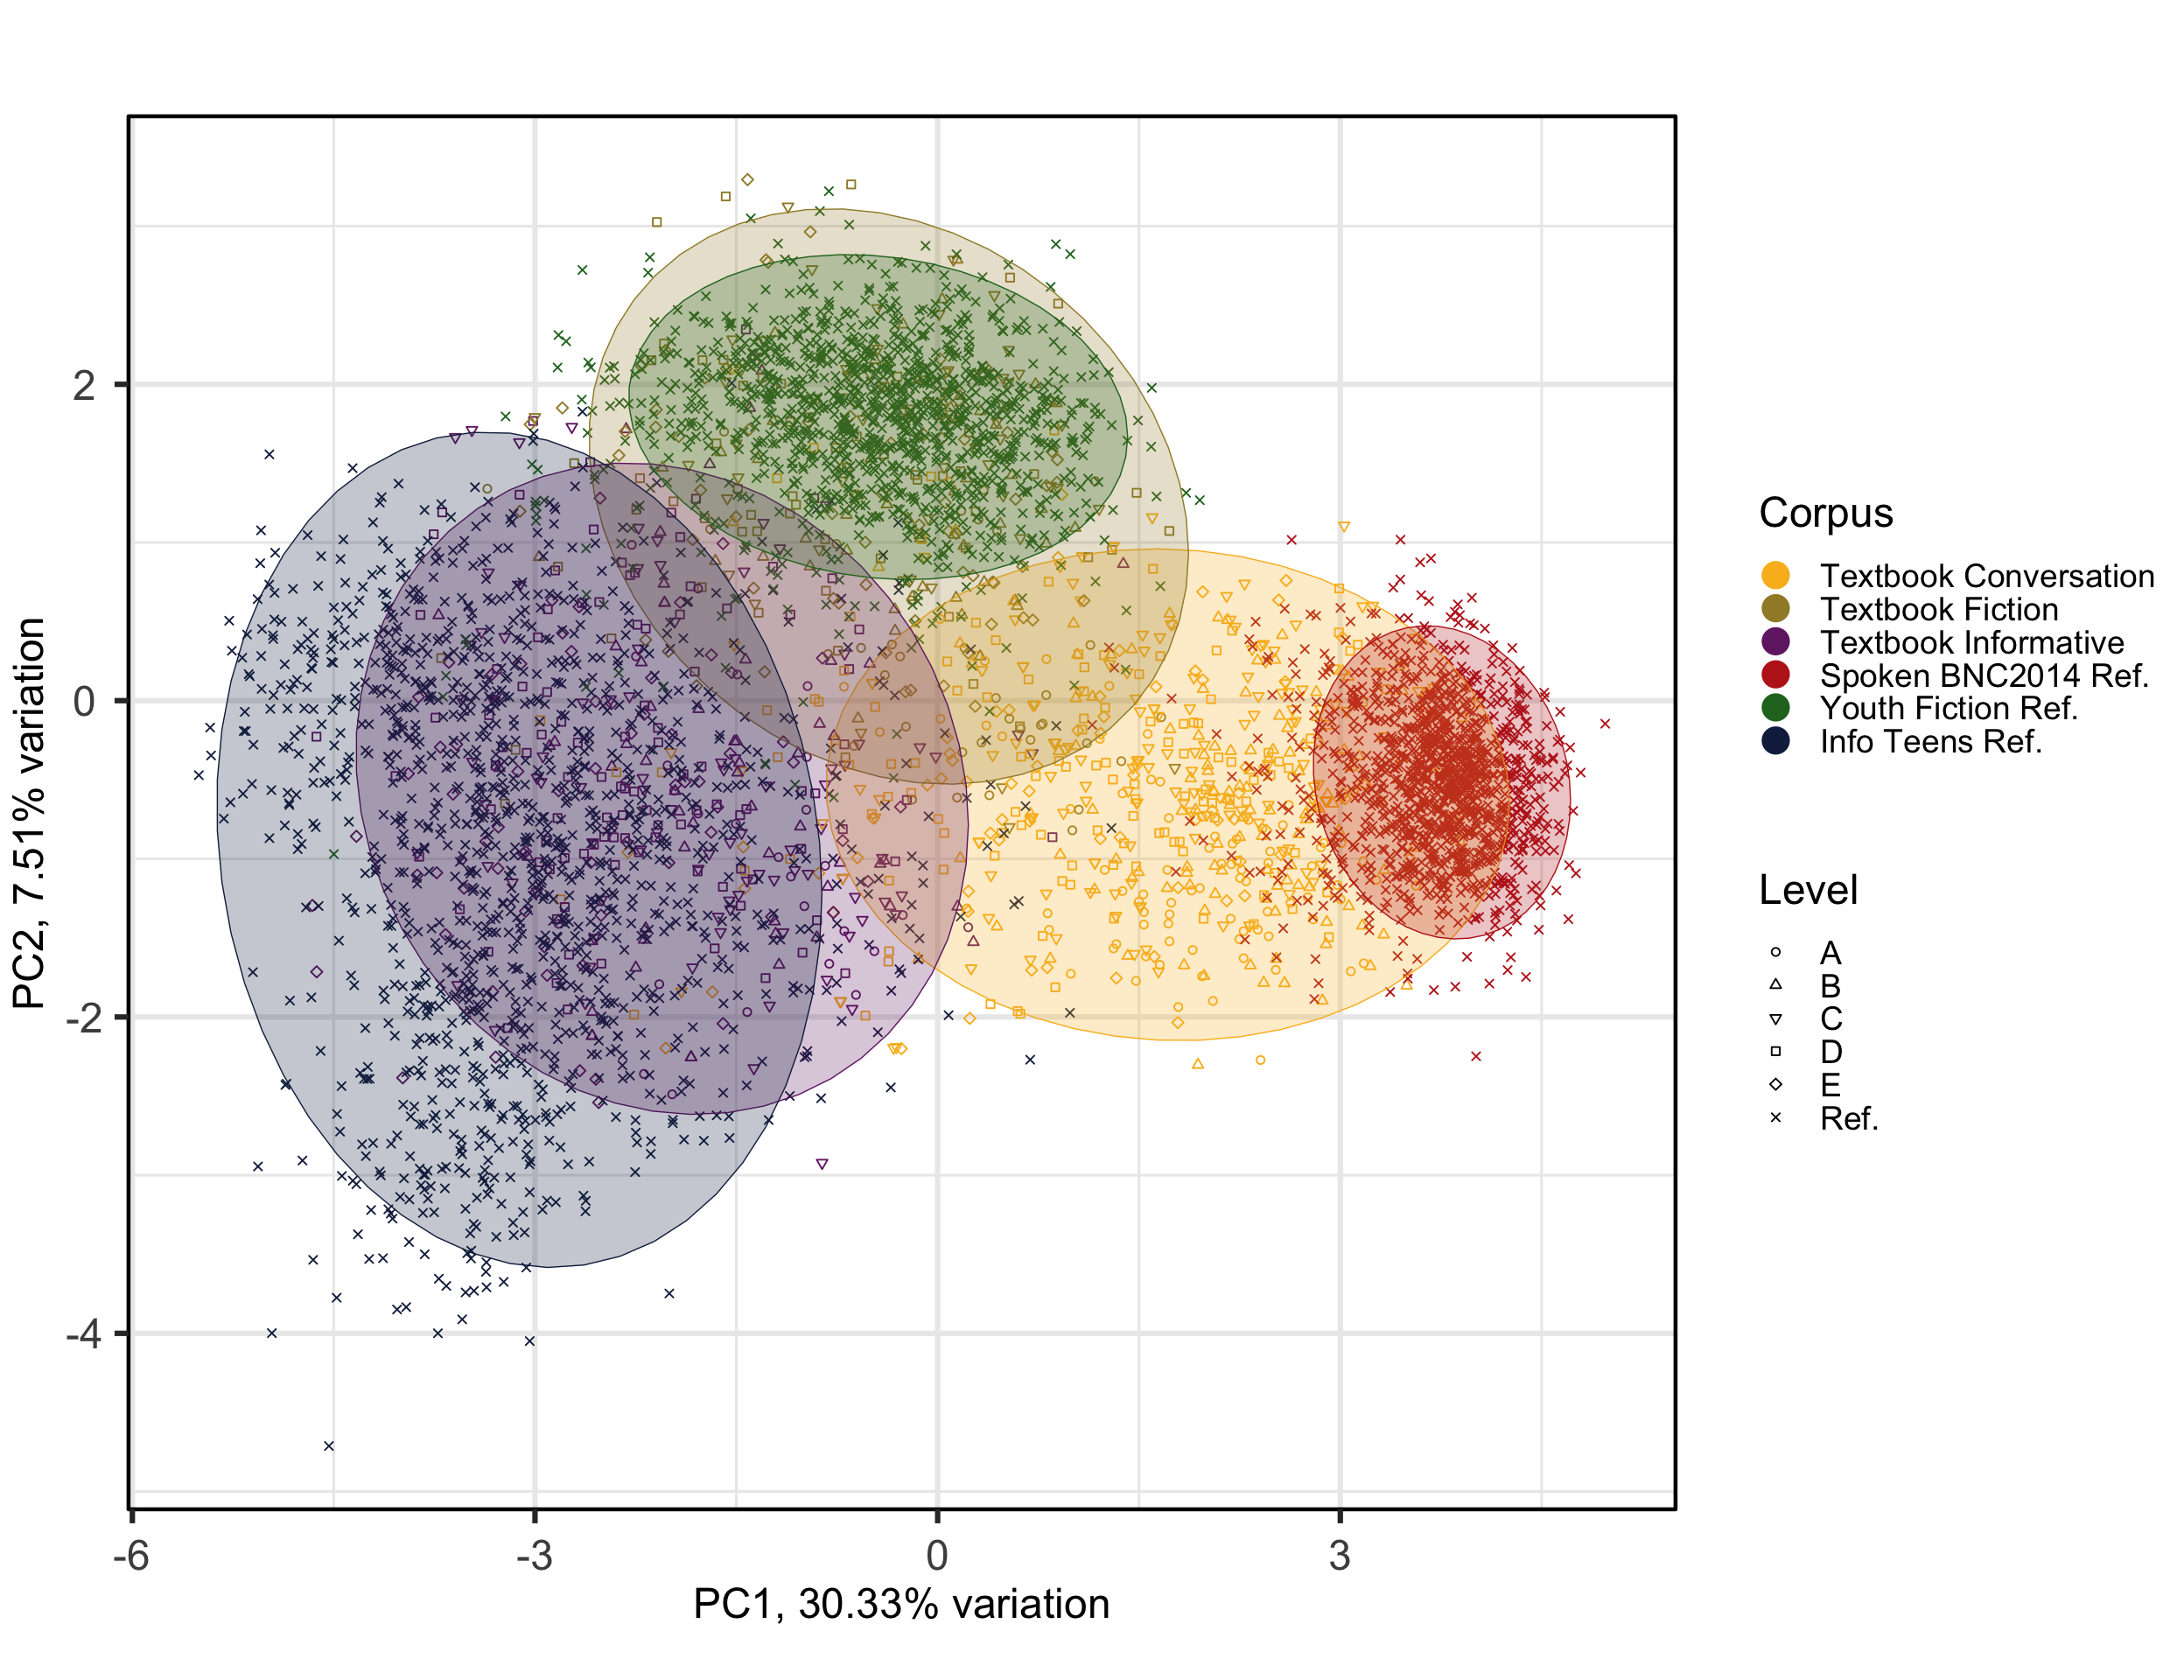 PC2, 7.51% variation
2
0
-2
-4
-6
-3
0
3
PC1, 30.33% variation
Corpus
Textbook Conversation
Textbook Fiction
Textbook Informative
Spoken BNC2014 Ref.
Youth Fiction Ref.
Info Teens Ref.
Level
A
B
C
D
E
Ref.